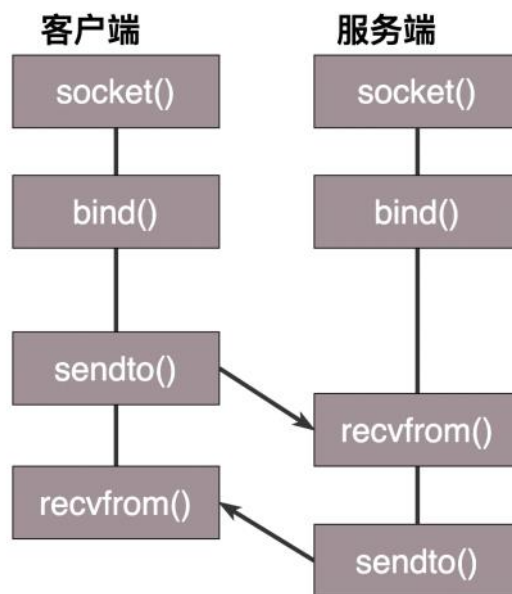 客户端
服务端
socket()
socket()
bind()
bind()
sendto()
recvfrom()
recvfrom()
sendto()